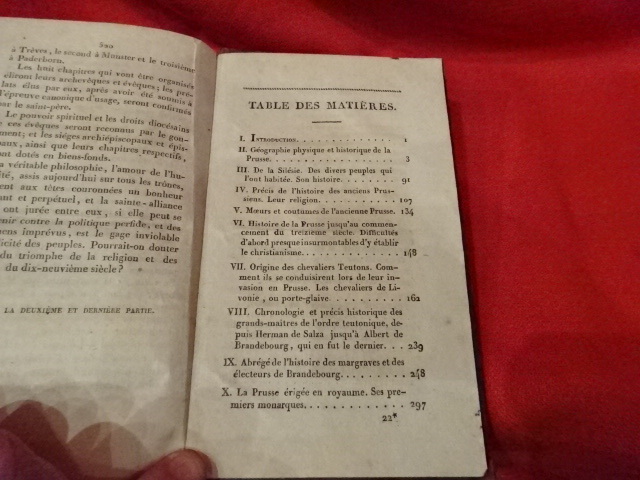 320
à Trèves, le second à Munster et le troisième
à Paderborn.
Les huit chapitres qui vont être organisés
éliront leurs archevêques et évêques; les pré-
lats élus par eux, après avoir été soumis à
l'épreuve canonique d'usage, seront confirmés
par le saint-père.
Le pouvoir spirituel et les droits diocésains
ces évêques seront reconnus par le gou-
ment; et les siéges archiépiscopaux et épis-
aux, ainsi que leurs chapitres respectifs,
ont dotés en biens-fonds.
a véritable philosophie, l'amour de l'hu-
é, assis aujourd'hui sur tous les trônes,
ent aux têtes couronnées un bonheur
ant et perpétuel, et la sainte-alliance
ont jurée entre eux, si elle peut se
enir contre la politique perfide, et des
ens imprévus, est le gage inviolable
licité des peuples. Pourrait-on douter
du triomphe de la religion et des
du dix-neuvième siècle?
LA DEUXIÈME ET DERNIÈRE PARTIE.
TABLE DES MATIÈRES.
I. INTRODUCTION. . . . . . . . . . . . . 1
II. Géographie physique et historique de la
Prusse. . . . . . . . . . . . . . . . . 3
III. De la Silésie. Des divers peuples qui
l'ont habitée. Son histoire. . . . . . . 91
IV. Précis de l'histoire des anciens Prus-
siens. Leur religion. . . . . . . . . . 107
V. Mœurs et coutumes de l'ancienne Prusse. 134
VI. Histoire de la Prusse jusqu'au commen-
cement du treizième siècle. Difficultés
d'abord presque insurmontables d'y établir
le christianisme. . . . . . . . . . . . 148
VII. Origine des chevaliers Teutons. Com-
ment ils se conduisirent lors de leur in-
vasion en Prusse. Les chevaliers de Li-
vonie, ou porte-glaive . . . . . . . . 162
VIII. Chronologie et précis historique des
grands-maîtres de l'ordre teutonique, de-
puis Herman de Salza jusqu'à Albert de
Brandebourg, qui en fut le dernier. . . 239
IX. Abrégé de l'histoire des margraves et des
électeurs de Brandebourg. . . . . . . . 248
X. La Prusse érigée en royaume. Ses pre-
miers monarques. . . . . . . . . . . . 297
22*